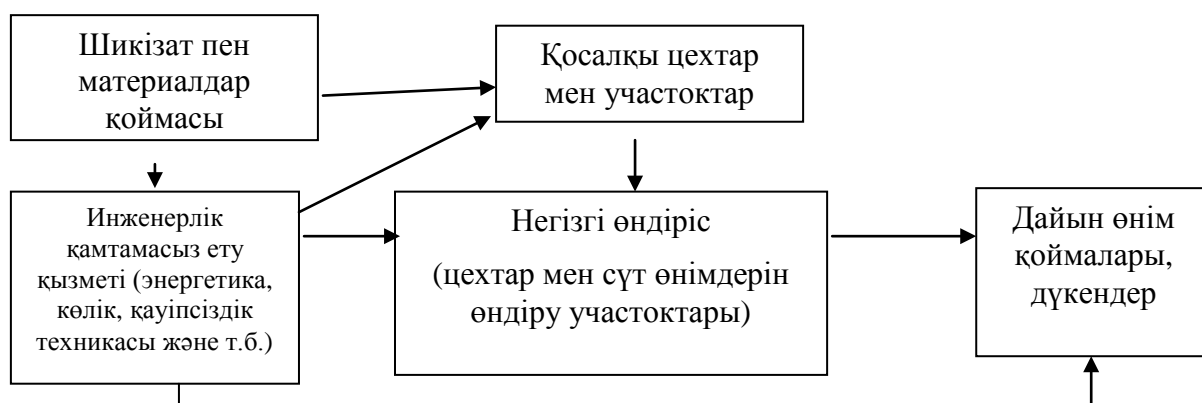 Шикізат пен
материалдар
қоймасы
Қосалқы цехтар
мен участоктар
Инженерлік
қамтамасыз ету
қызметі (энергетика,
көлік, қауіпсіздік
техникасы және т.б.)
Негізгі өндіріс
(цехтар мен сүт өнімдерін
өндіру участоктары)
Дайын өнім
қоймалары,
дүкендер